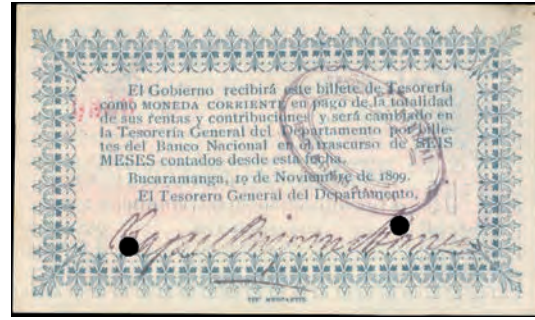 El Gobierno recibirá este billete de Tesorería
como MONEDA CORRIENTE en pago de la totalidad
de sus rentas y contribuciones y será cambiado en
la Tesorería General del Departamento por bille-
tes del Banco Nacional en el trascurso de SEIS
MESES contados desde esta fecha.
Bucaramanga, 19 de Noviembre de 1899.
El Tesorero General del Departamento,